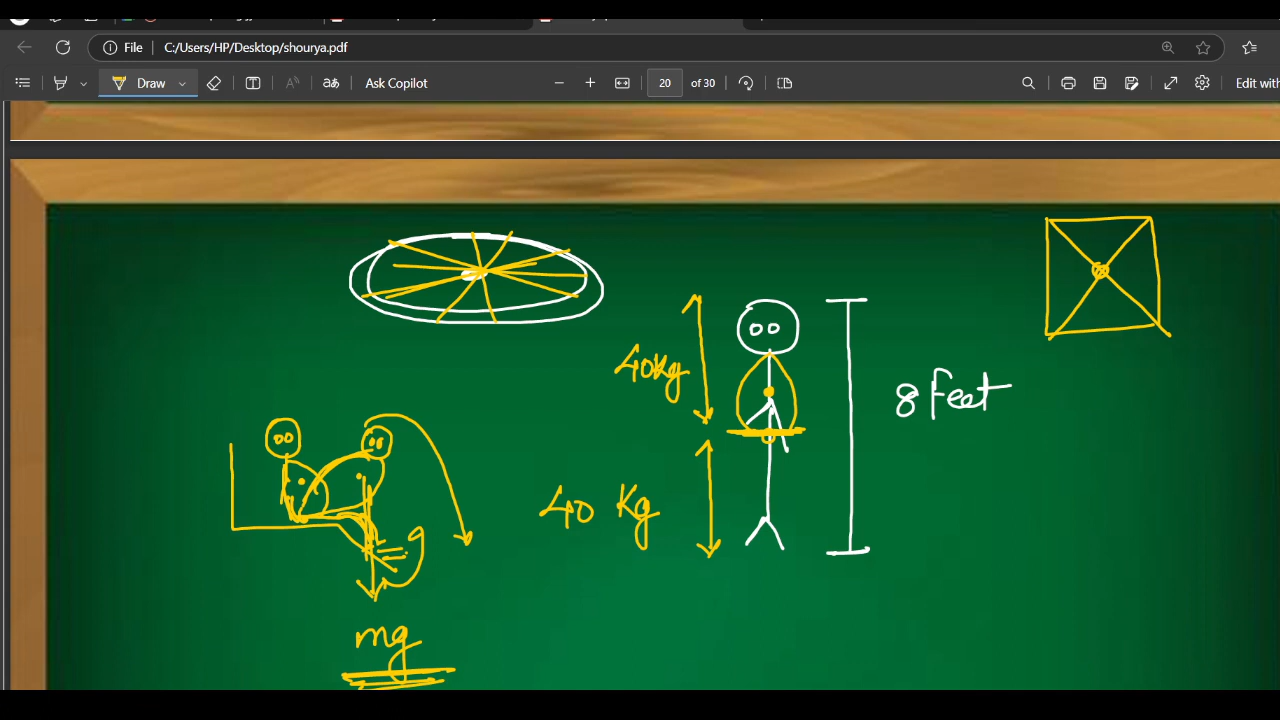 File | C:/Users/HP/Desktop/shourya.pdf
Draw Ask Copilot 20 of 30 Edit with
40Kg
8 feet
40 Kg
mg